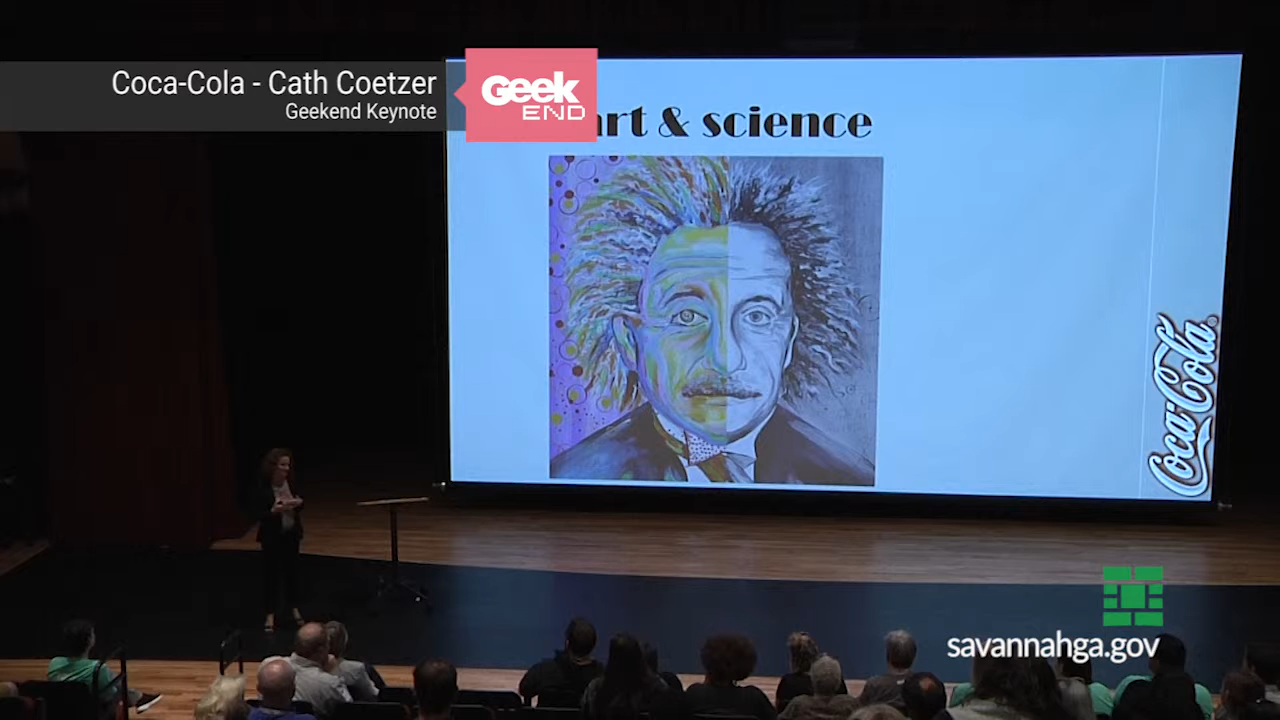 Coca-Cola - Cath Coetzer
Geekend Keynote
Geek
END
art & science
Coca-Cola
savannahga.gov